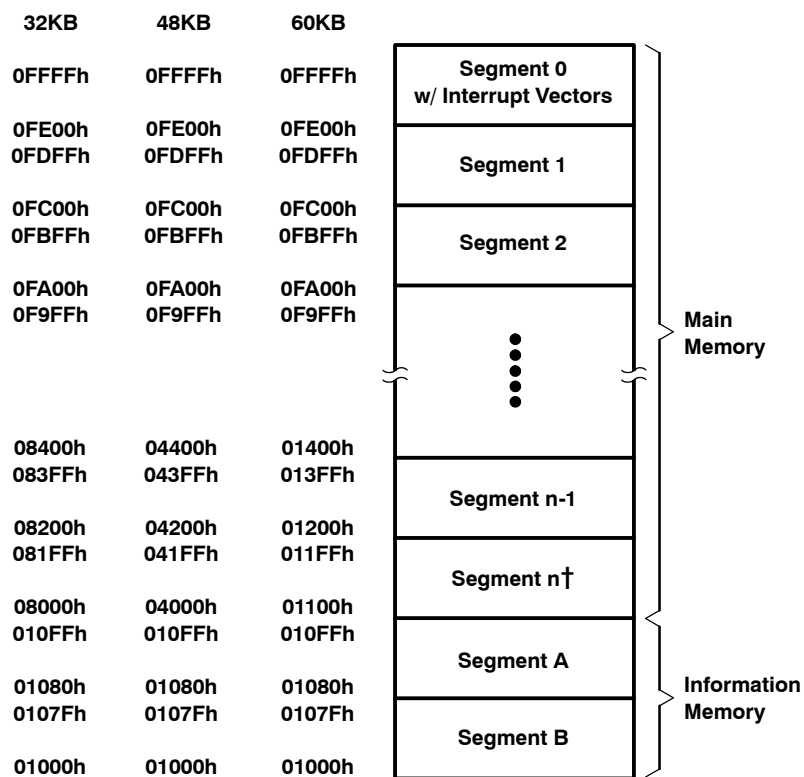 32KB 48KB 60KB
0FFFFh 0FFFFh 0FFFFh
Segment 0
w/ Interrupt Vectors
0FE00h 0FE00h 0FE00h
0FDFFh 0FDFFh 0FDFFh
Segment 1
0FC00h 0FC00h 0FC00h
0FBFFh 0FBFFh 0FBFFh
Segment 2
0FA00h 0FA00h 0FA00h
0F9FFh 0F9FFh 0F9FFh
Main
Memory
08400h 04400h 01400h
083FFh 043FFh 013FFh
Segment n-1
08200h 04200h 01200h
081FFh 041FFh 011FFh
Segment n†
08000h 04000h 01100h
010FFh 010FFh 010FFh
Segment A
01080h 01080h 01080h
0107Fh 0107Fh 0107Fh
Information
Memory
Segment B
01000h 01000h 01000h